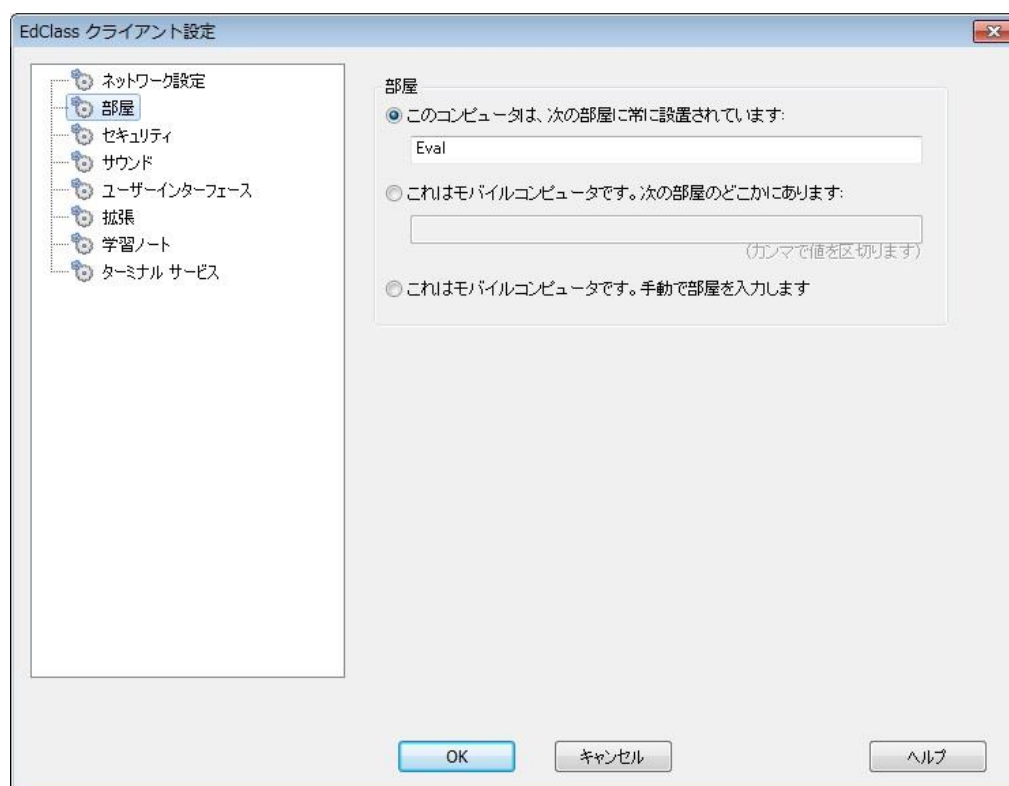 EdClass クライアント設定
ネットワーク設定
部屋
セキュリティ
サウンド
ユーザーインターフェース
拡張
学習ノート
ターミナル サービス
部屋
このコンピュータは、次の部屋に常に設置されています:
Eval
これはモバイルコンピュータです。次の部屋のどこかにあります:
(カンマで値を区切ります)
これはモバイルコンピュータです。手動で部屋を入力します
OK
キャンセル
ヘルプ